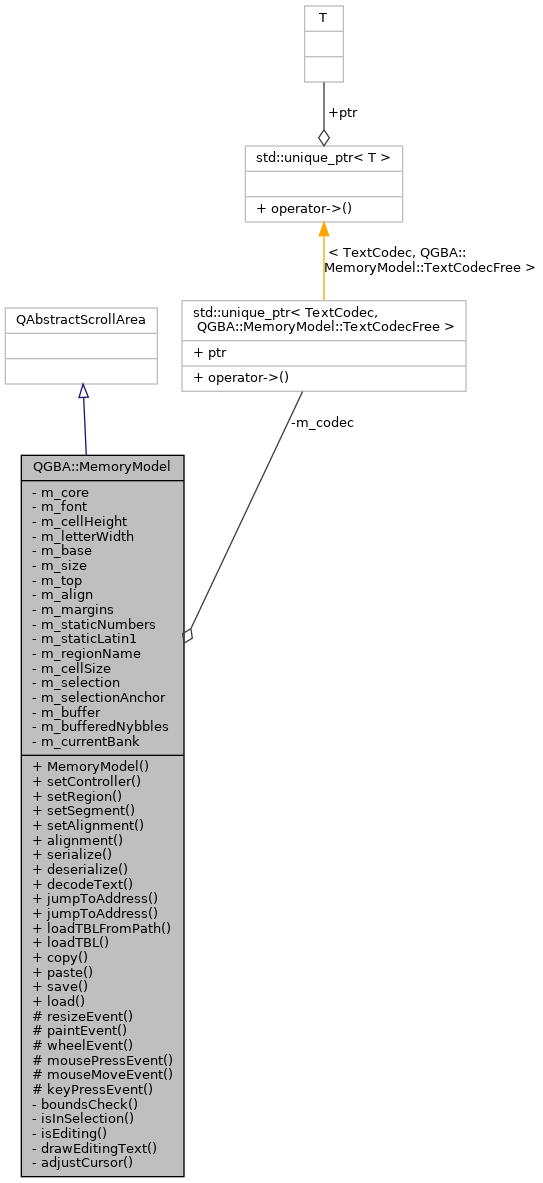 T
+ptr
std::unique_ptr< T >
+ operator->()
< TextCodec, QGBA::
MemoryModel::TextCodecFree >
std::unique_ptr< TextCodec,
QGBA::MemoryModel::TextCodecFree >
+ ptr
+ operator->()
QAbstractScrollArea
-m_codec
QGBA::MemoryModel
- m_core
- m_font
- m_cellHeight
- m_letterWidth
- m_base
- m_size
- m_top
- m_align
- m_margins
- m_staticNumbers
- m_staticLatin1
- m_regionName
- m_cellSize
- m_selection
- m_selectionAnchor
- m_buffer
- m_bufferedNybbles
- m_currentBank
+ MemoryModel()
+ setController()
+ setRegion()
+ setSegment()
+ setAlignment()
+ alignment()
+ serialize()
+ deserialize()
+ decodeText()
+ jumpToAddress()
+ jumpToAddress()
+ loadTBLFromPath()
+ loadTBL()
+ copy()
+ paste()
+ save()
+ load()
# resizeEvent()
# paintEvent()
# wheelEvent()
# mousePressEvent()
# mouseMoveEvent()
# keyPressEvent()
- boundsCheck()
- isInSelection()
- isEditing()
- drawEditingText()
- adjustCursor()